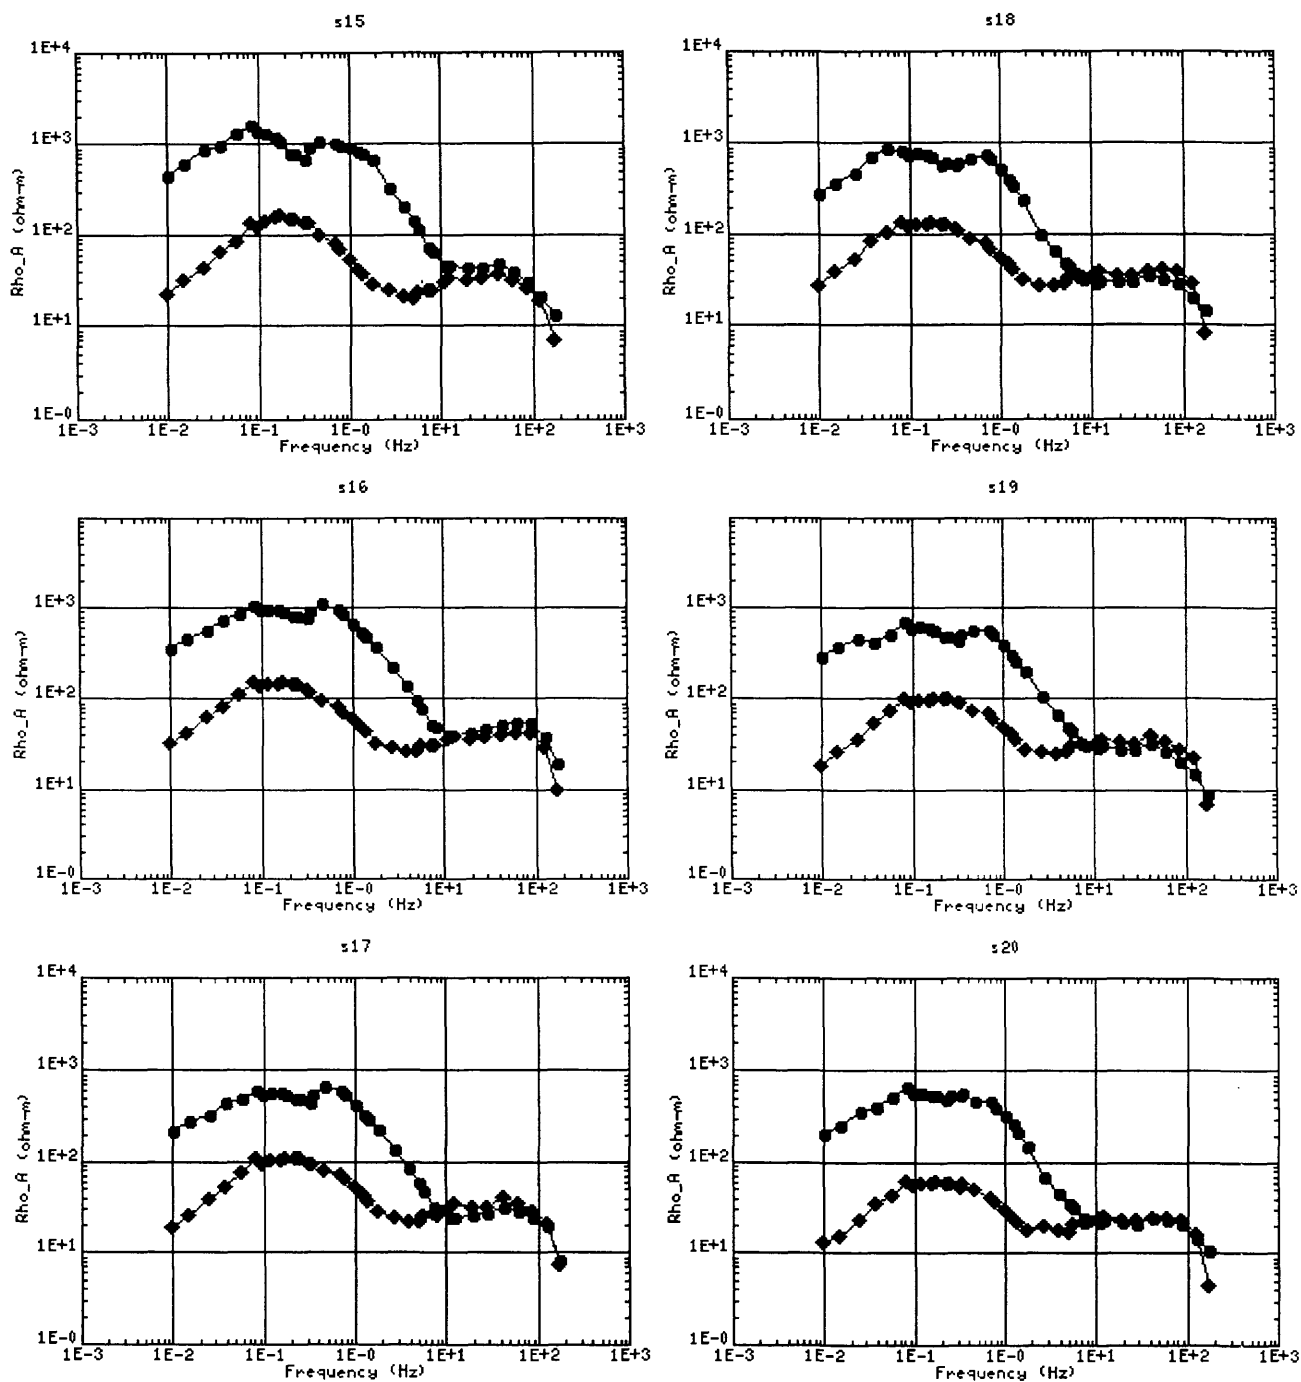 s15
1E+4
1E+3
1E+2
1E+1
1E-0
Rho_A (ohm-m)
1E-3 1E-2 1E-1 1E-0 1E+1 1E+2 1E+3
Frequency (Hz)
s18
1E+4
1E+3
1E+2
1E+1
1E-0
Rho_A (ohm-m)
1E-3 1E-2 1E-1 1E-0 1E+1 1E+2 1E+3
Frequency (Hz)
s16
1E+3
1E+2
1E+1
1E-0
Rho_A (ohm-m)
1E-3 1E-2 1E-1 1E-0 1E+1 1E+2 1E+3
Frequency (Hz)
s19
1E+3
1E+2
1E+1
1E-0
Rho_A (ohm-m)
1E-3 1E-2 1E-1 1E-0 1E+1 1E+2 1E+3
Frequency (Hz)
s17
1E+4
1E+3
1E+2
1E+1
1E-0
Rho_A (ohm-m)
1E-3 1E-2 1E-1 1E-0 1E+1 1E+2 1E+3
Frequency (Hz)
s20
1E+4
1E+3
1E+2
1E+1
1E-0
Rho_A (ohm-m)
1E-3 1E-2 1E-1 1E-0 1E+1 1E+2 1E+3
Frequency (Hz)